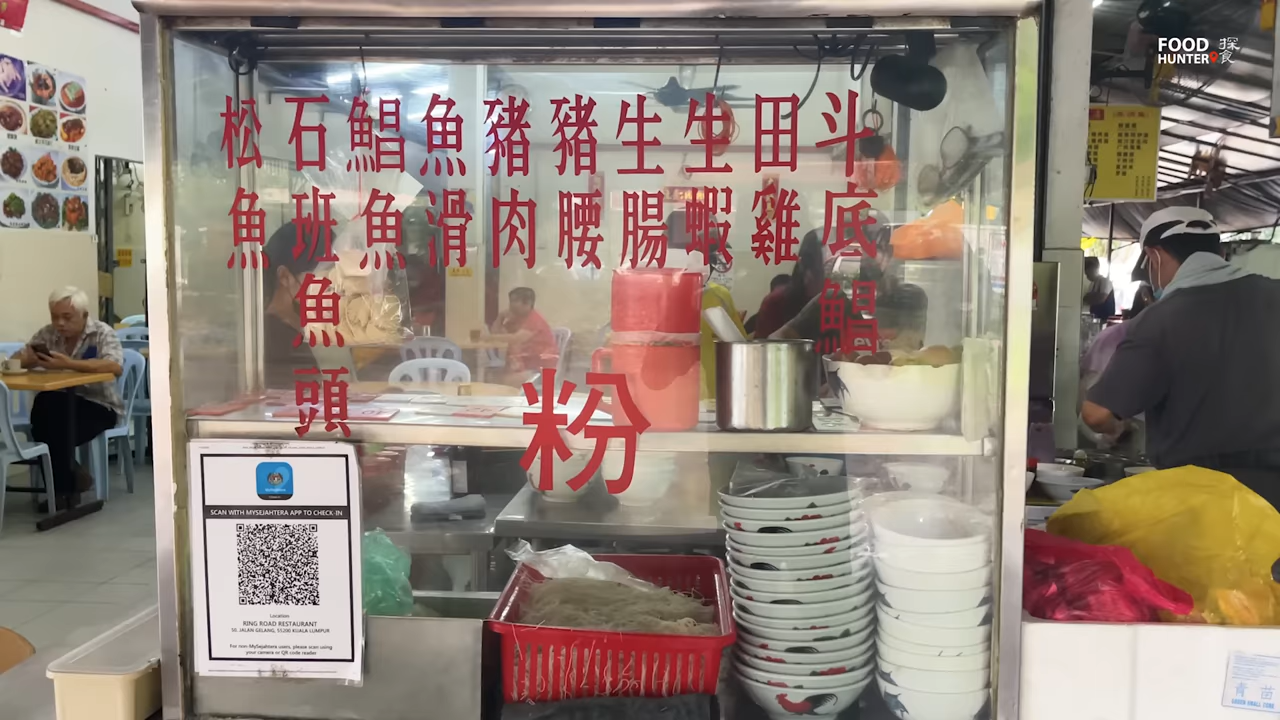 FOOD
HUNTER
探食
松魚
石班魚頭
鯧魚
魚滑
豬肉
豬腰
生腸
生蝦
田雞
斗底鯧
粉
SCAN WITH MYSEJAHTERA APP TO CHECK-IN
Location:
RING ROAD RESTAURANT
50, JALAN GELANG, 55200 KUALA LUMPUR
For non-MySejahtera users, please scan using
your camera or QR code reader